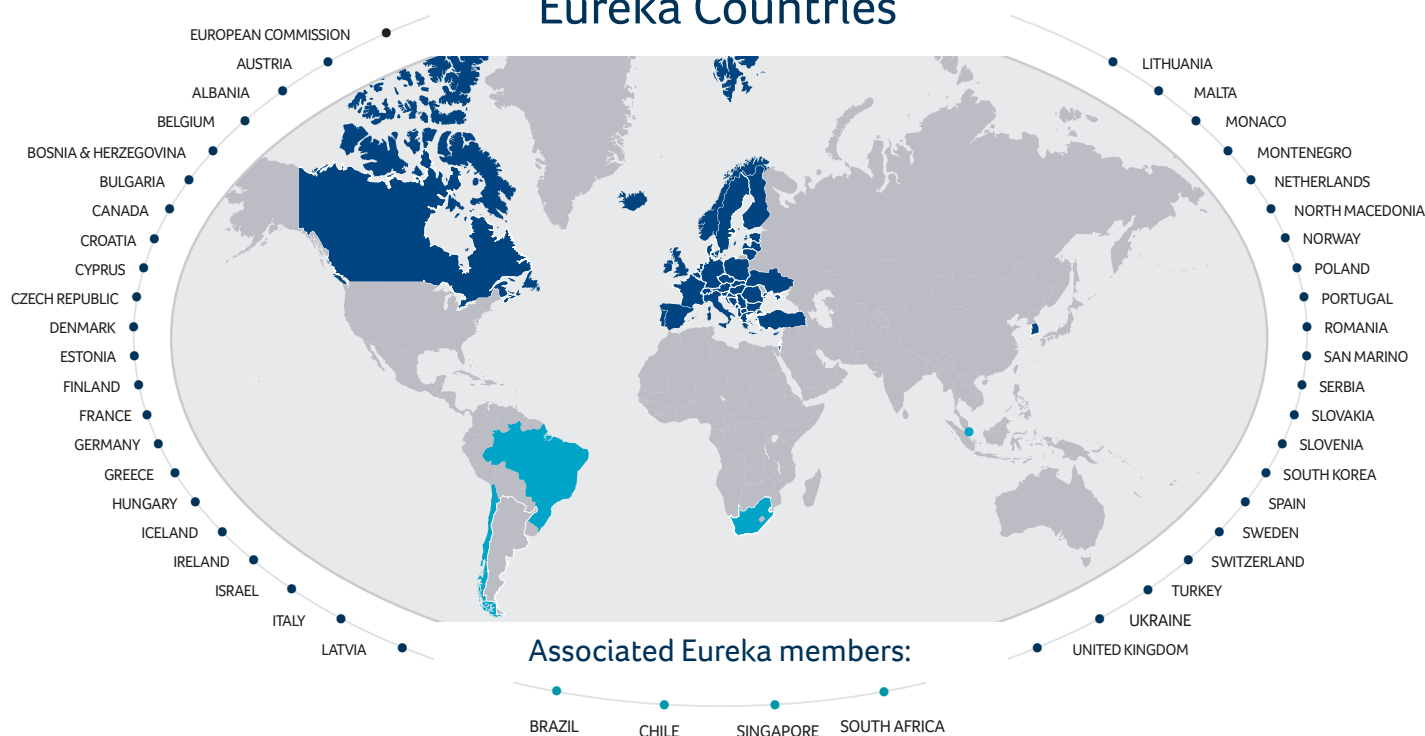 Eureka Countries
EUROPEAN COMMISSION
AUSTRIA
ALBANIA
BELGIUM
BOSNIA & HERZEGOVINA
BULGARIA
CANADA
CROATIA
CYPRUS
CZECH REPUBLIC
DENMARK
ESTONIA
FINLAND
FRANCE
GERMANY
GREECE
HUNGARY
ICELAND
IRELAND
ISRAEL
ITALY
LATVIA
LITHUANIA
MALTA
MONACO
MONTENEGRO
NETHERLANDS
NORTH MACEDONIA
NORWAY
POLAND
PORTUGAL
ROMANIA
SAN MARINO
SERBIA
SLOVAKIA
SLOVENIA
SOUTH KOREA
SPAIN
SWEDEN
SWITZERLAND
TURKEY
UKRAINE
UNITED KINGDOM
Associated Eureka members:
BRAZIL
CHILE
SINGAPORE
SOUTH AFRICA